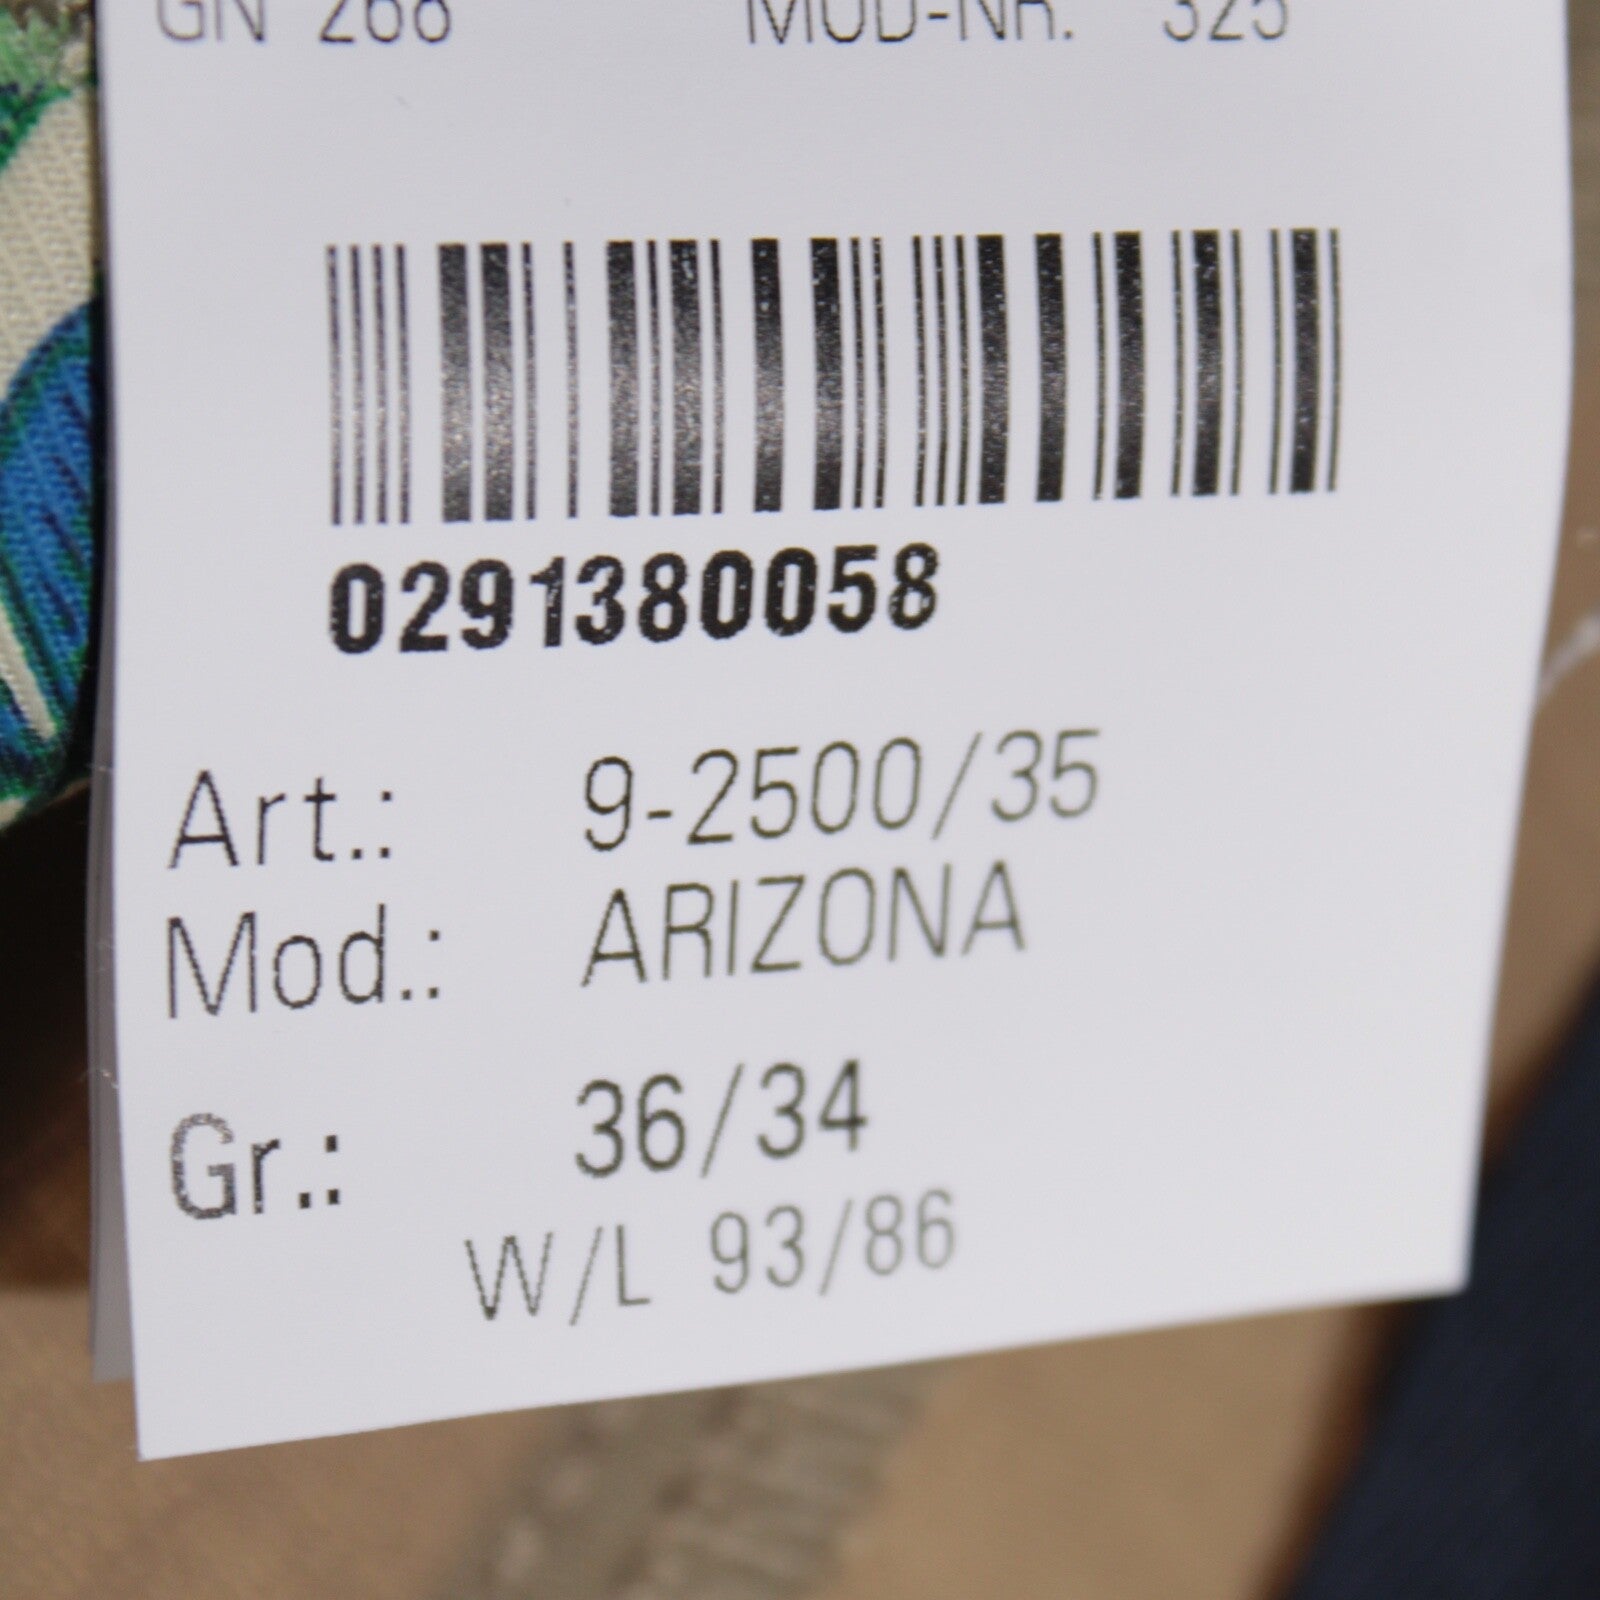 GN 268 MOD-NR. 325
0291380058
Art.: 9-2500/35
Mod.: ARIZONA
Gr.: 36/34
W/L 93/86